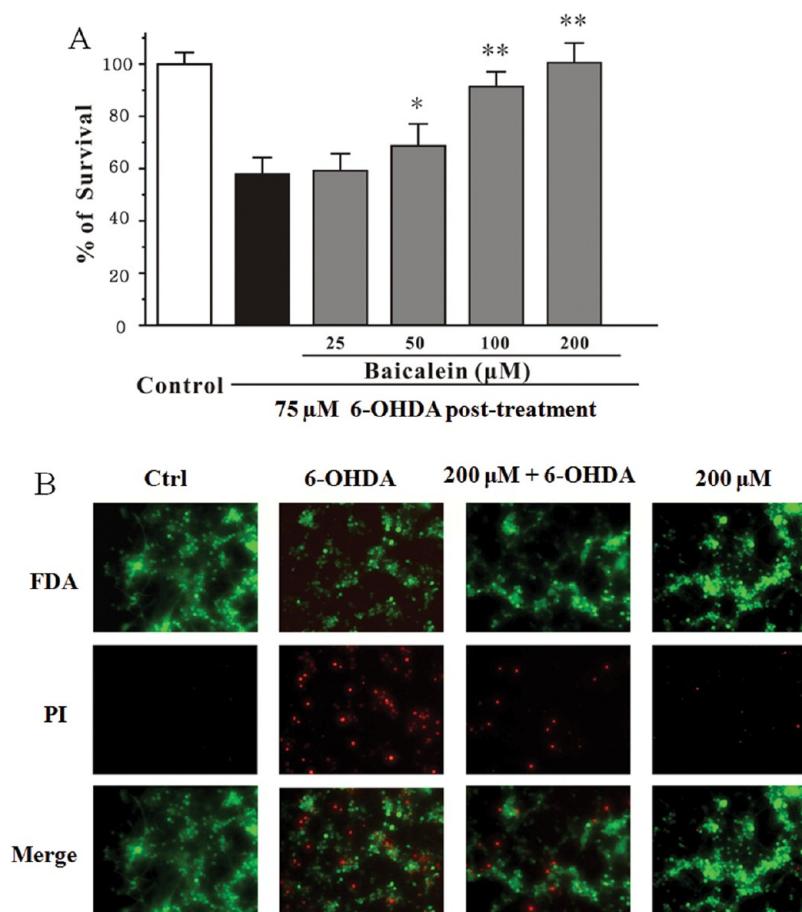 A
% of Survival
100
80
60
40
20
0
*
**
**
25 50 100 200
Baicalein (μM)
Control
75 μM 6-OHDA post-treatment
B
Ctrl 6-OHDA 200 μM + 6-OHDA 200 μM
FDA
PI
Merge